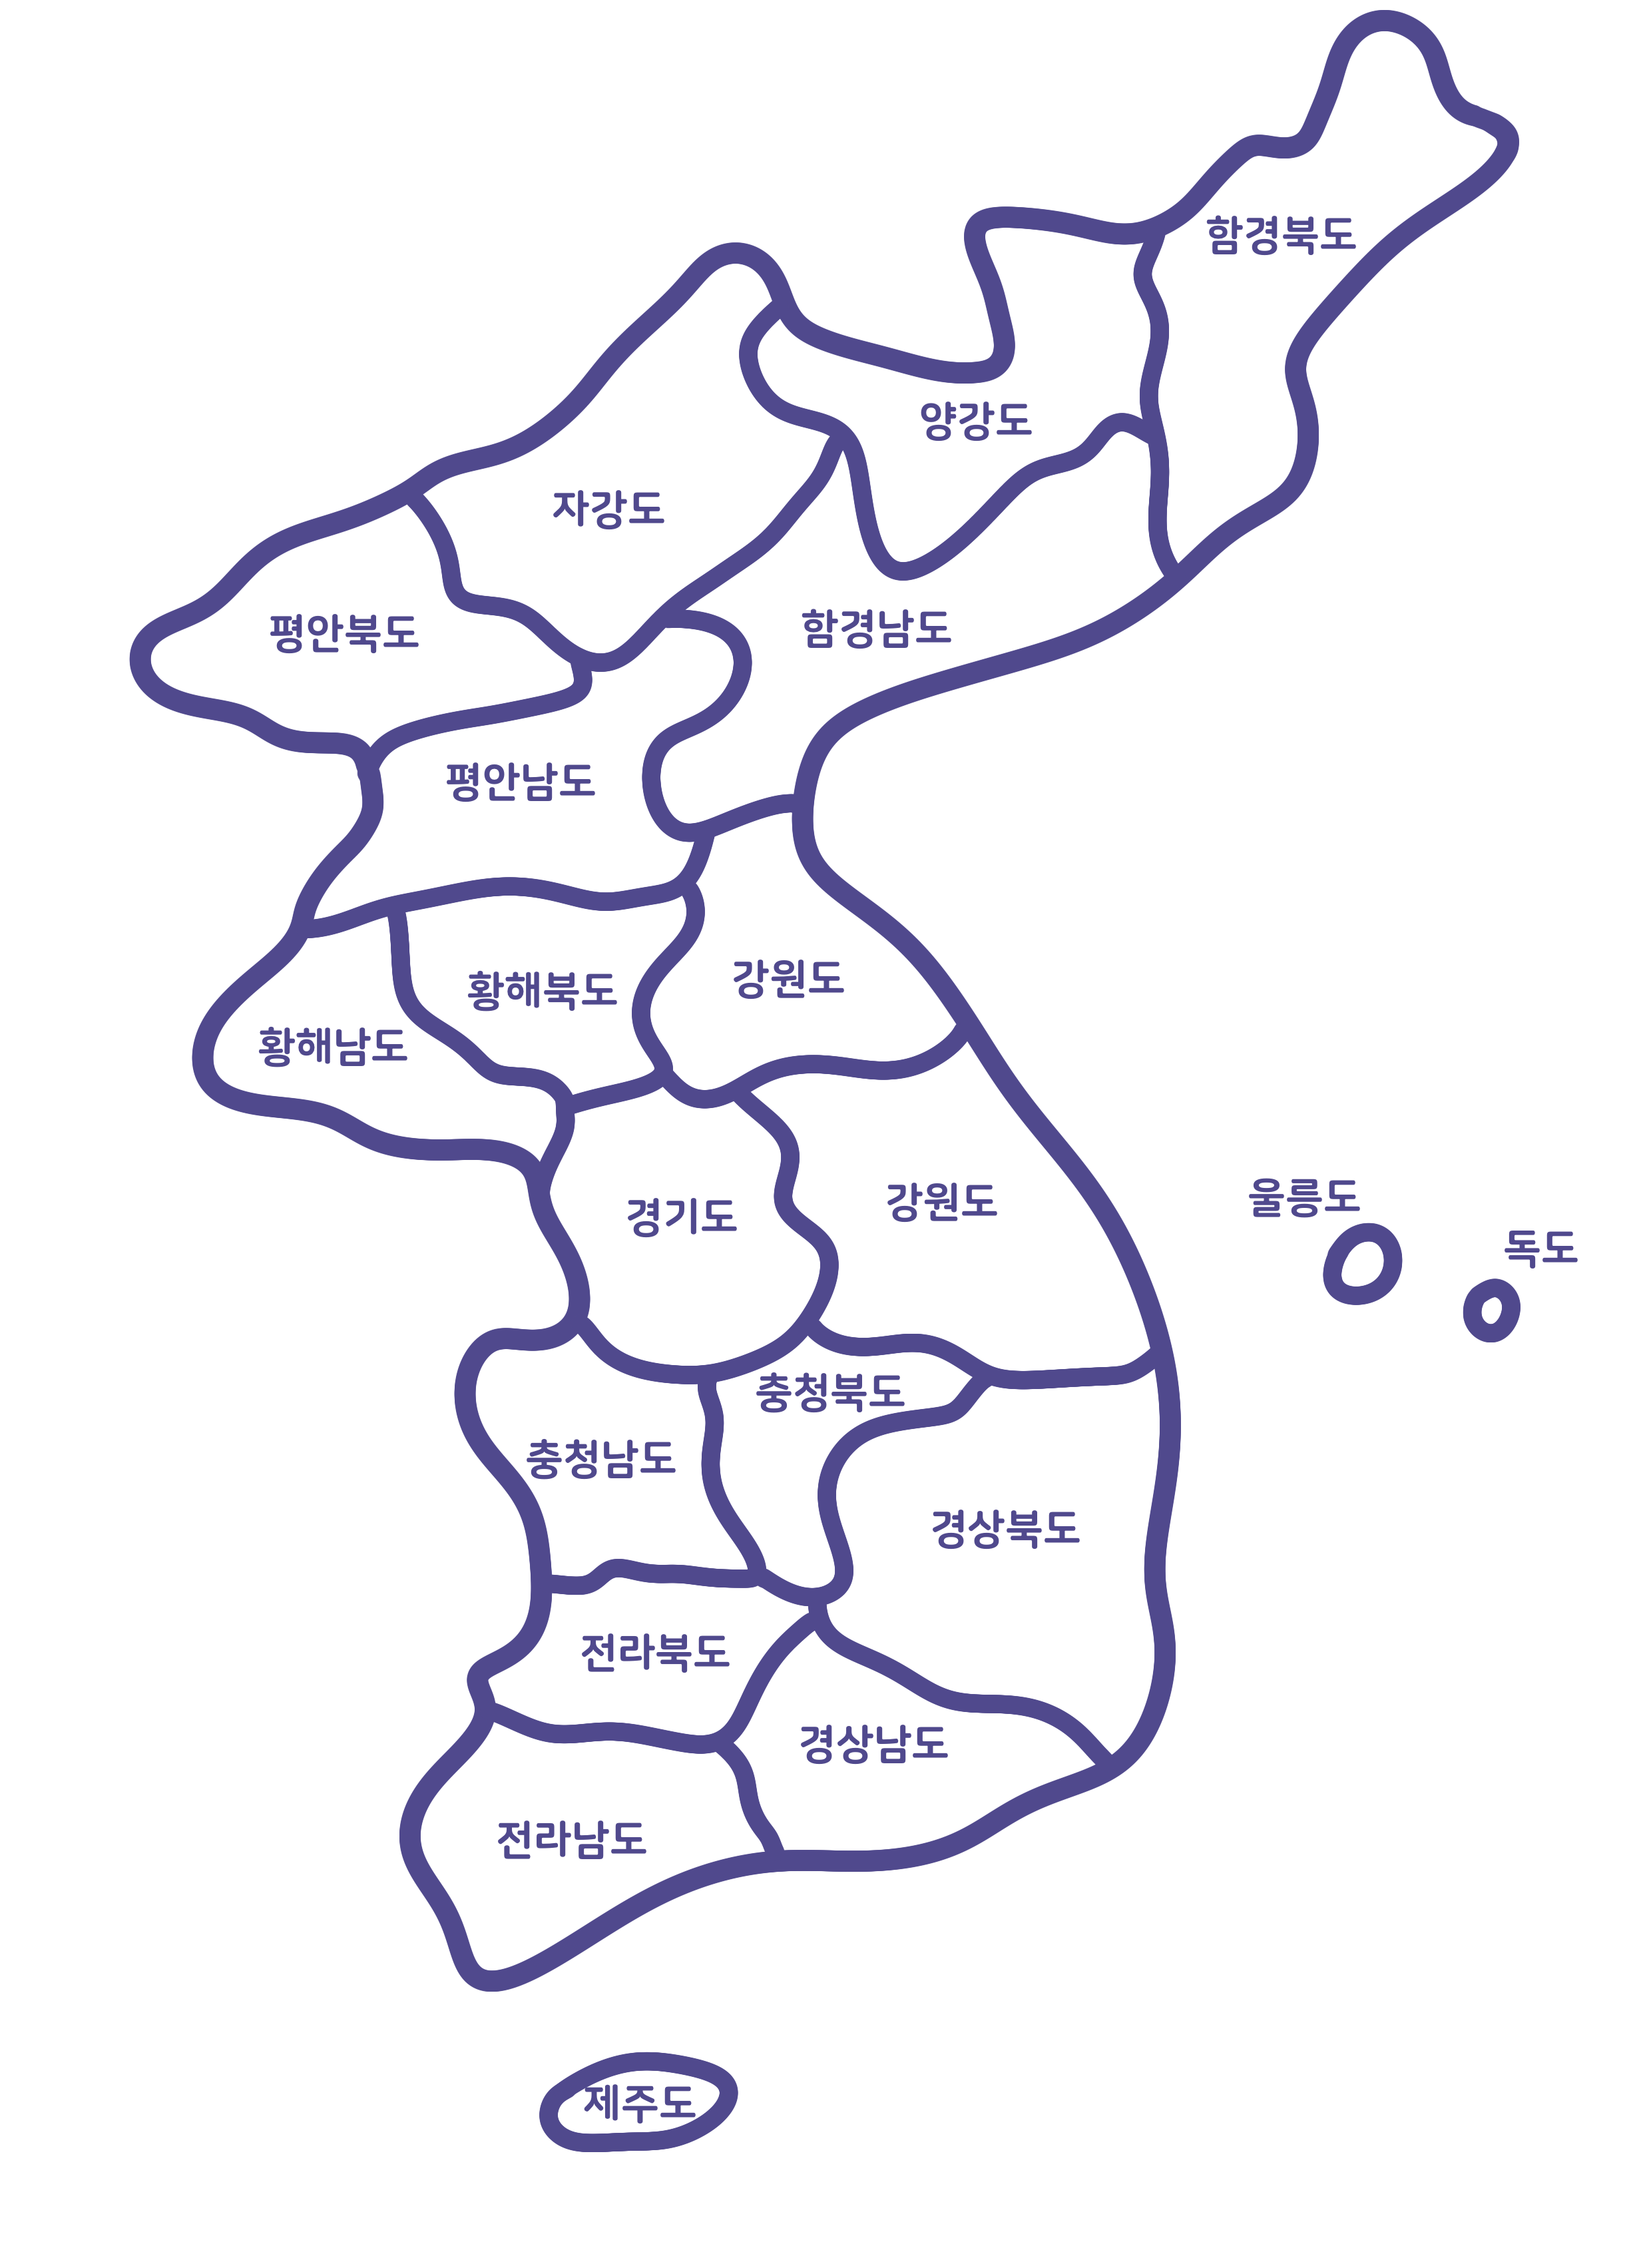 함경북도
양강도
자강도
평안북도
함경남도
평안남도
강원도
황해북도
황해남도
경기도
강원도
울릉도
독도
충청북도
충청남도
경상북도
전라북도
경상남도
전라남도
제주도